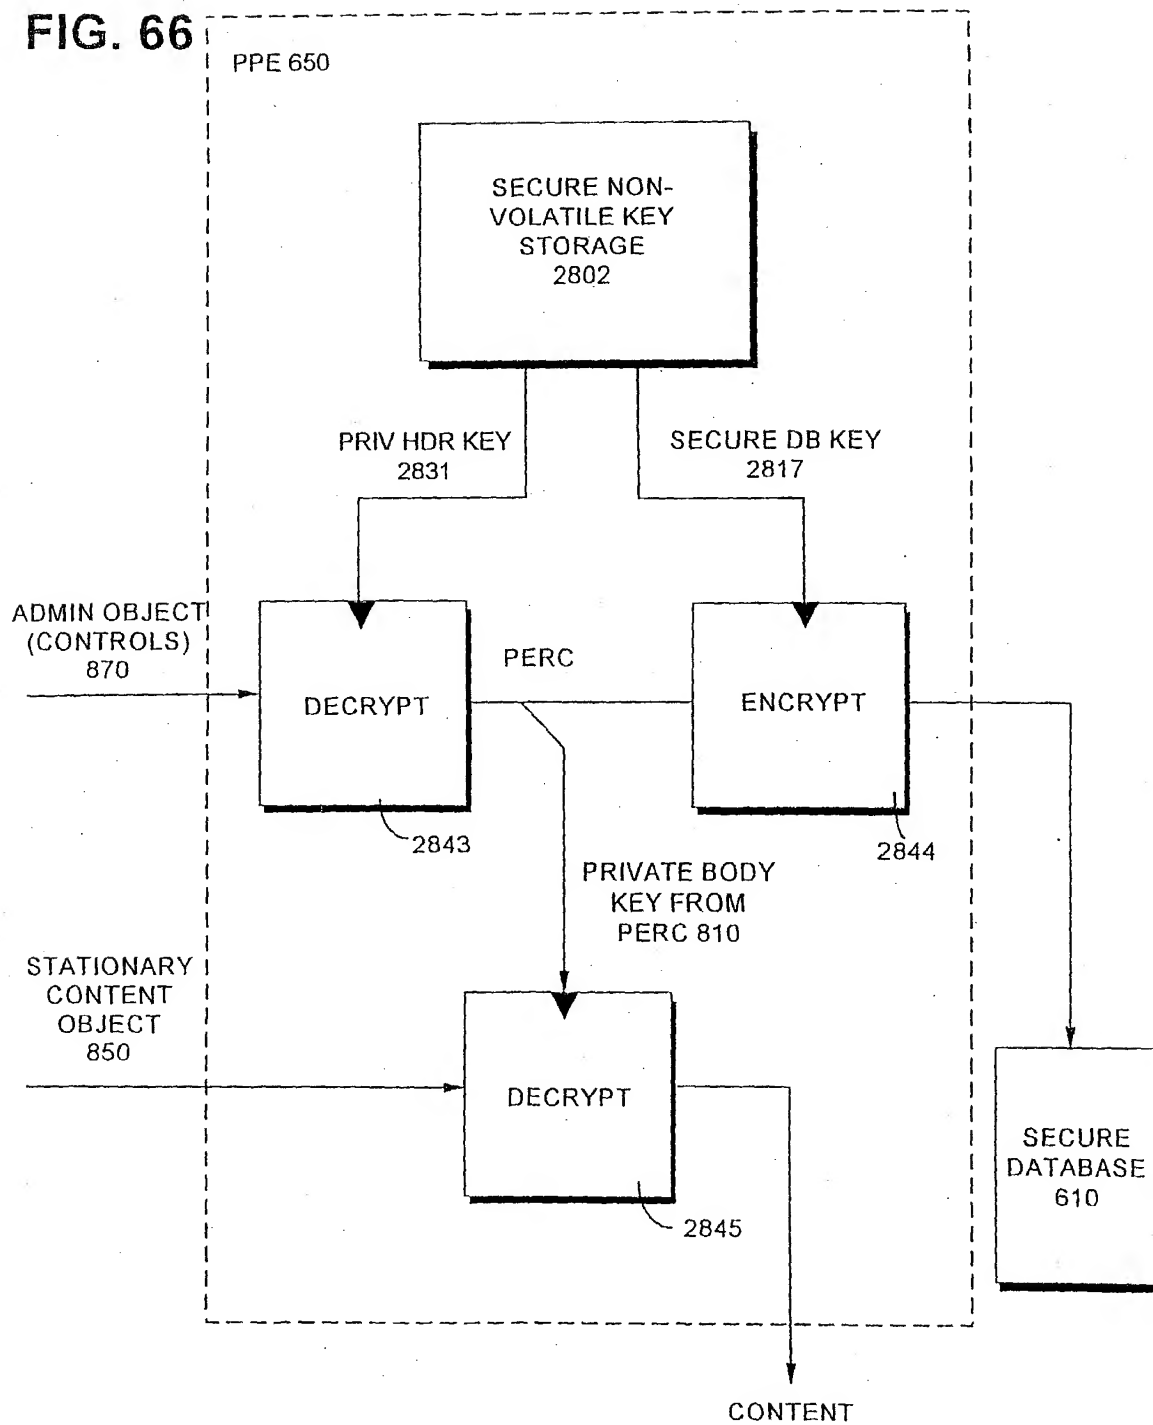 FIG. 66
PPE 650
SECURE NON-
VOLATILE KEY
STORAGE
2802
PRIV HDR KEY
2831
SECURE DB KEY
2817
ADMIN OBJECT
(CONTROLS)
870
DECRYPT
PERC
ENCRYPT
2843
2844
PRIVATE BODY
KEY FROM
PERC 810
STATIONARY
CONTENT
OBJECT
850
DECRYPT
2845
SECURE
DATABASE
610
CONTENT